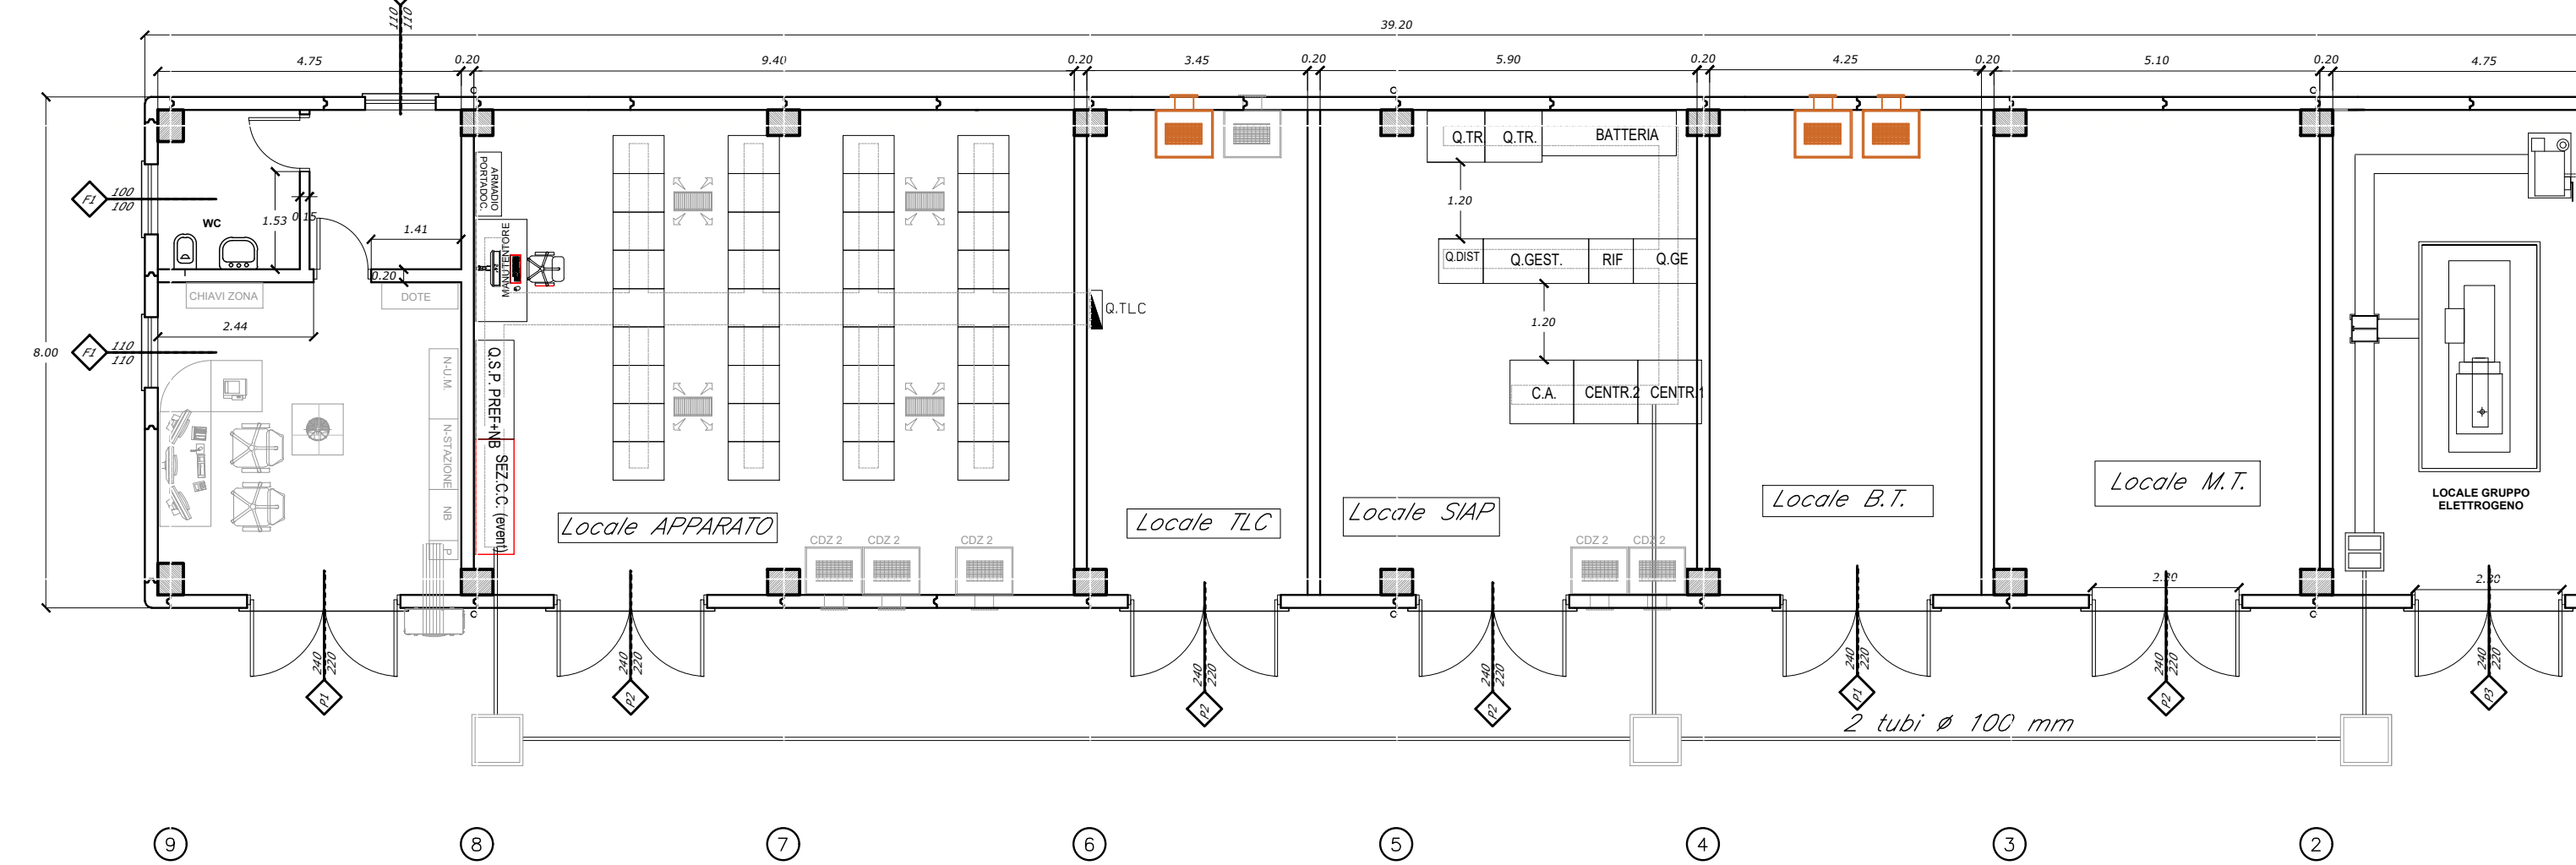 110
110
39.20
4.75
0.20
9.40
0.20
3.45
0.20
5.90
0.20
4.25
0.20
5.10
0.20
4.75
8.00
F1
100
100
WC
1.53
0.15
1.41
0.20
CHIAVI ZONA
DOTE
2.44
F1
110
110
N-U.M.
N-STAZIONE
NB
P
ARMADIO
PORTADOC.
MANUTENTORE
Q.S.P. PREF+NB
SEZ.C.C. (event)
Locale APPARATO
CDZ 2
CDZ 2
CDZ 2
Q.TLC
Locale TLC
Q.TR
Q.TR.
BATTERIA
1.20
Q.DIST
Q.GEST.
RIF
Q.GE
1.20
C.A.
CENTR.2
CENTR.1
Locale SIAP
CDZ 2
CDZ 2
Locale B.T.
Locale M.T.
LOCALE GRUPPO
ELETTROGENO
240
220
P1
240
220
P2
240
220
P2
240
220
P2
240
220
P1
240
220
P2
240
220
P3
2 tubi ø 100 mm
9
8
7
6
5
4
3
2